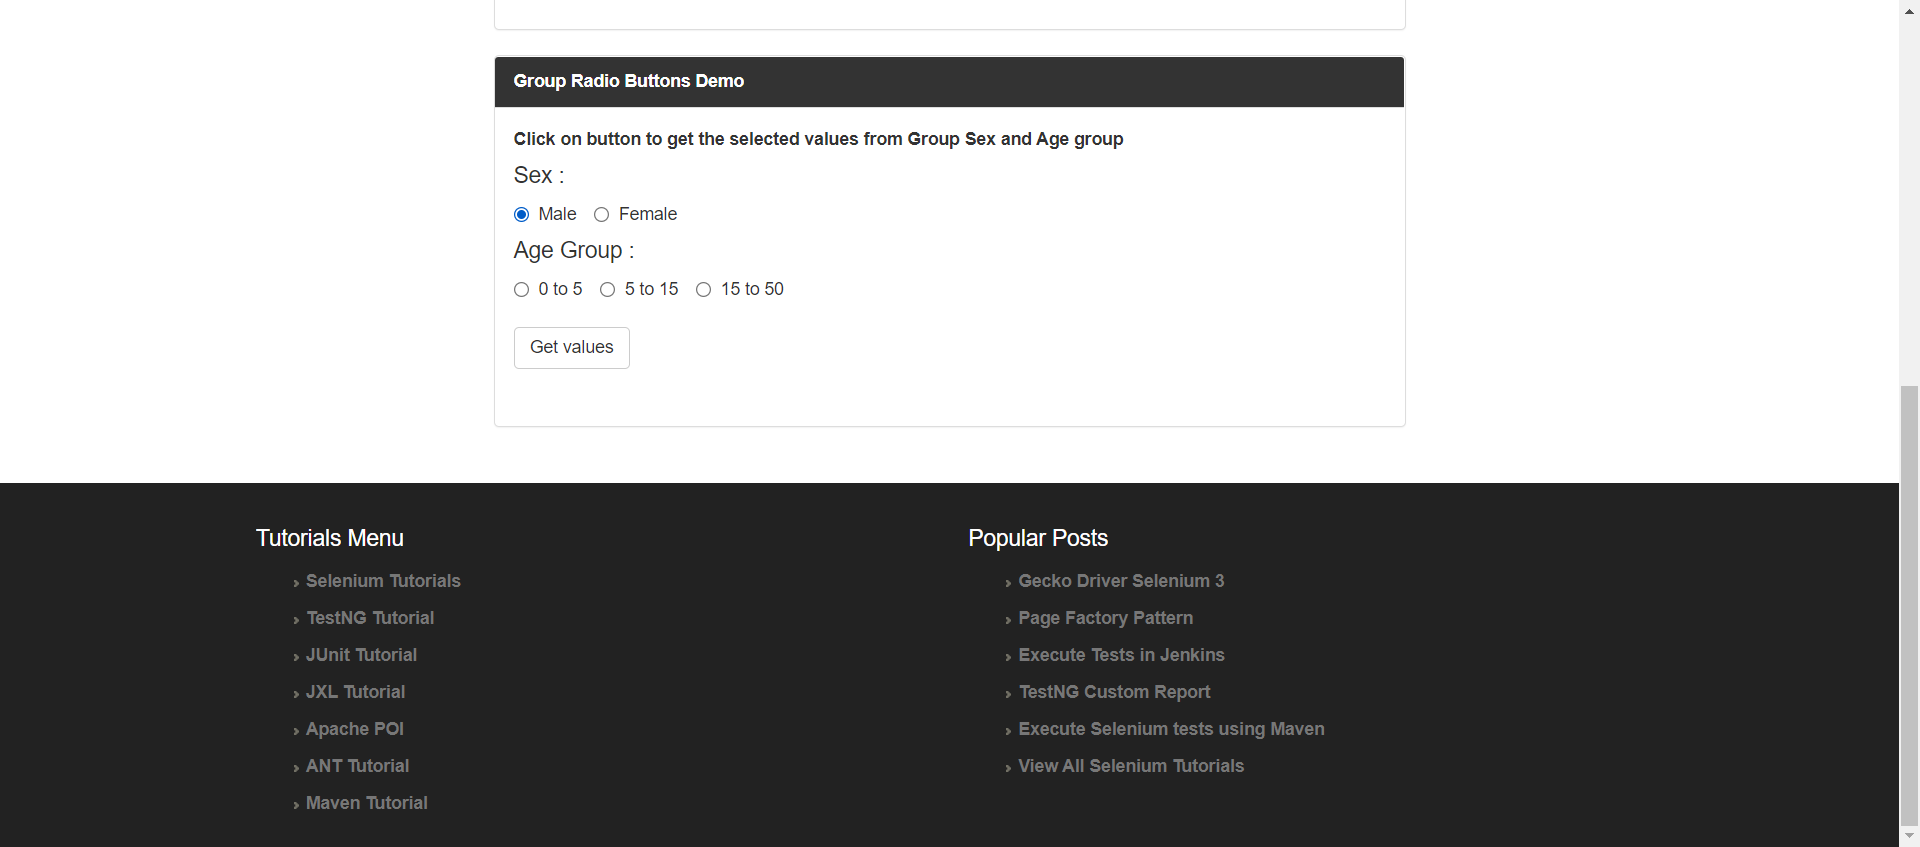 Group Radio Buttons Demo
Click on button to get the selected values from Group Sex and Age group
Sex :
Male Female
Age Group :
0 to 5 5 to 15 15 to 50
Get values
Tutorials Menu
Selenium Tutorials
TestNG Tutorial
JUnit Tutorial
JXL Tutorial
Apache POI
ANT Tutorial
Maven Tutorial
Popular Posts
Gecko Driver Selenium 3
Page Factory Pattern
Execute Tests in Jenkins
TestNG Custom Report
Execute Selenium tests using Maven
View All Selenium Tutorials